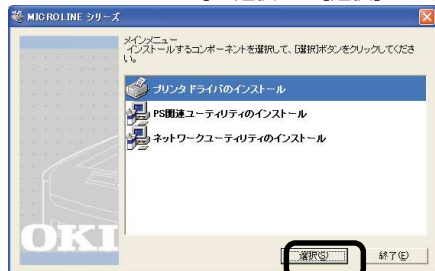 MICROLINE シリーズ
メインメニュー
インストールするコンポーネントを選択して、[選択]ボタンをクリックしてくださ
い。
プリンタドライバのインストール
PS関連ユーティリティのインストール
ネットワークユーティリティのインストール
OKI
選択(S)
終了(E)